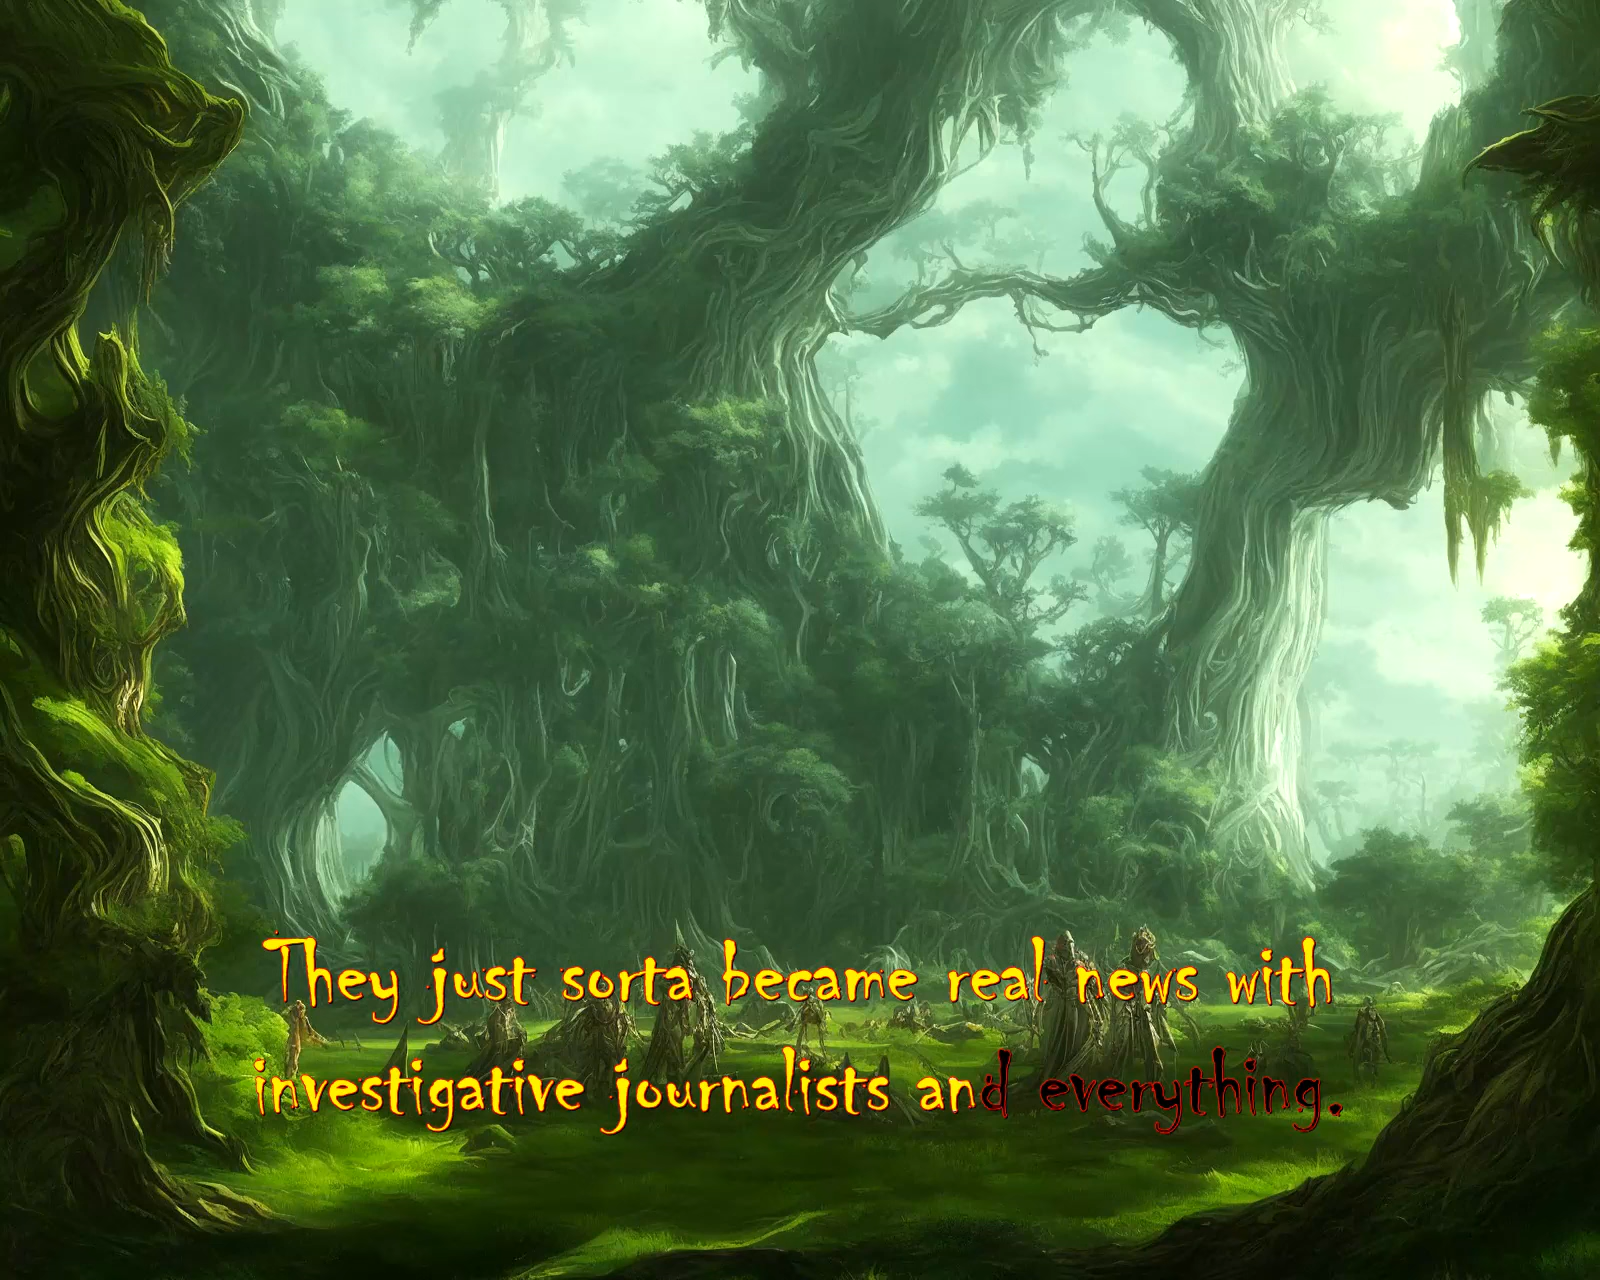 They just sorta became real news with
investigative journalists and everything.